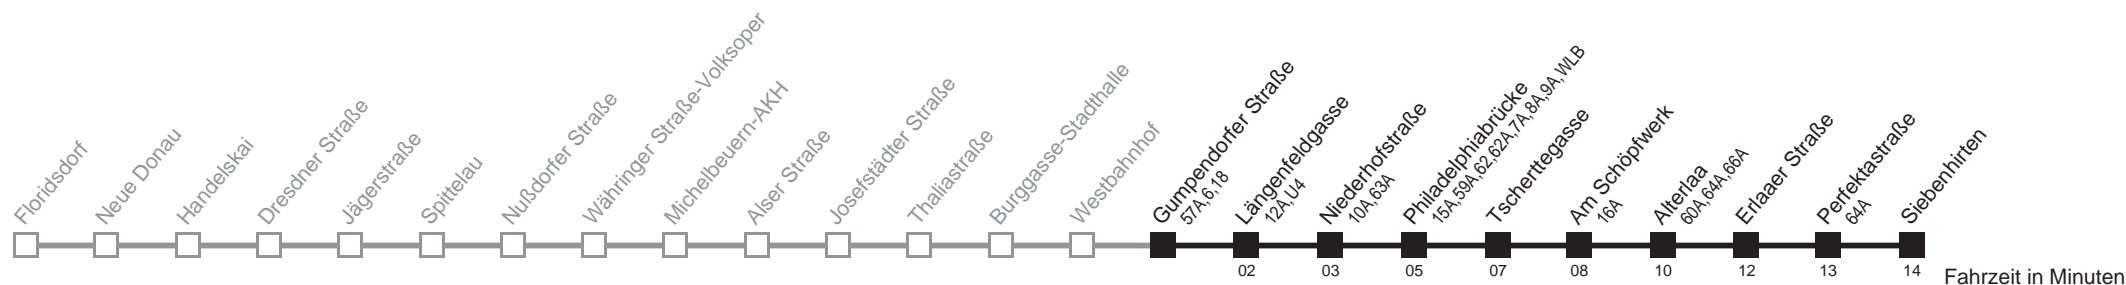 Floridsdorf
Neue Donau
Handelskai
Dresdner Straße
Jägerstraße
Spittelau
Nußdorfer Straße
Währinger Straße-Volksoper
Michelbeuern-AKH
Alser Straße
Josefstädter Straße
Thaliastraße
Burggasse-Stadthalle
Westbahnhof
Gumpendorfer Straße
57A,6,18
Längenfeldgasse
12A,U4
Niederhofstraße
10A,63A
Philadelphiabrücke
15A,59A,62,62A,7A,8A,9A,WLB
Tscherttegasse
Am Schöpfwerk
16A
Alterlaa
60A,64A,66A
Erlaaer Straße
Perfektastraße
64A
Siebenhirten
02 03 05 07 08 10 12 13 14
Fahrzeit in Minuten